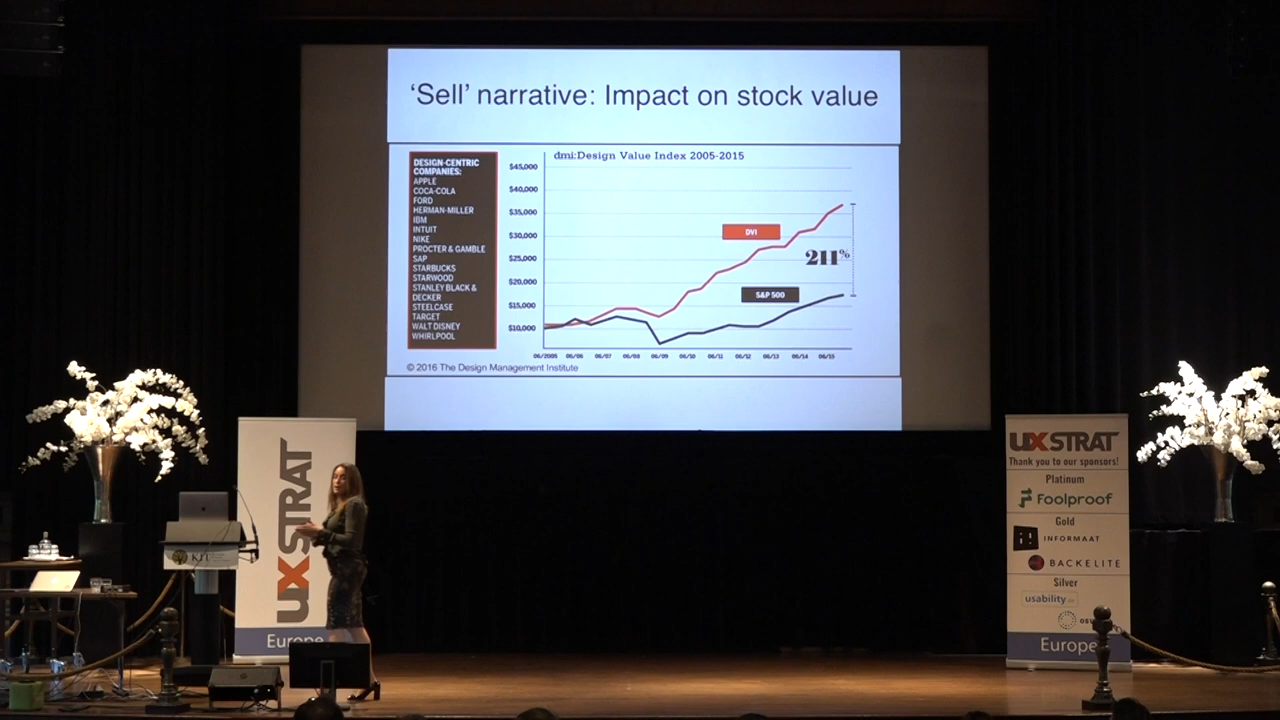 ‘Sell’ narrative: Impact on stock value
DESIGN-CENTRIC
COMPANIES:
APPLE
COCA-COLA
FORD
HERMAN-MILLER
IBM
INTUIT
NIKE
PROCTER & GAMBLE
SAP
STARBUCKS
STARWOOD
STANLEY BLACK &
DECKER
STEELCASE
TARGET
WALT DISNEY
WHIRLPOOL
dmi:Design Value Index 2005-2015
$45,000
$40,000
$35,000
$30,000
$25,000
$20,000
$15,000
$10,000
DVI
211%
S&P 500
06/2005 06/06 06/07 06/08 06/09 06/10 06/11 06/12 06/13 06/14 06/15
© 2016 The Design Management Institute
UXSTRAT
Europe
KIT
UXSTRAT
Thank you to our sponsors!
Platinum
Foolproof
Gold
INFORMAAT
BACKELITE
Silver
usability
Europe